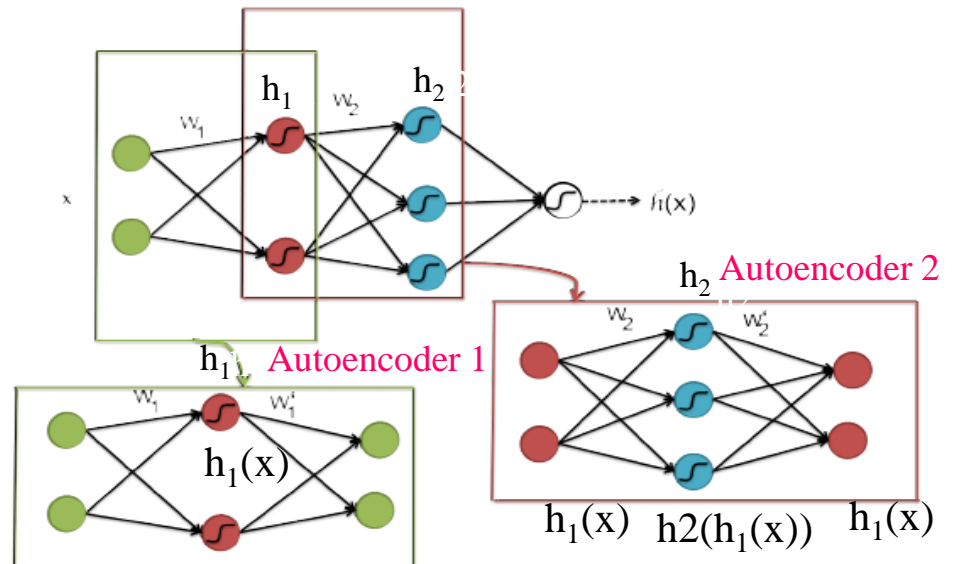 h₁
h₂
W₁
W₂
x
h(x)
h₂
Autoencoder 2
W₂
W₂'
h₁
Autoencoder 1
W₁
W₁'
h₁(x)
h₁(x)
h2(h₁(x))
h₁(x)